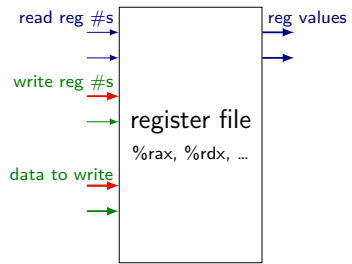 read reg #s
reg values
write reg #s
register file
%rax, %rdx, …
data to write